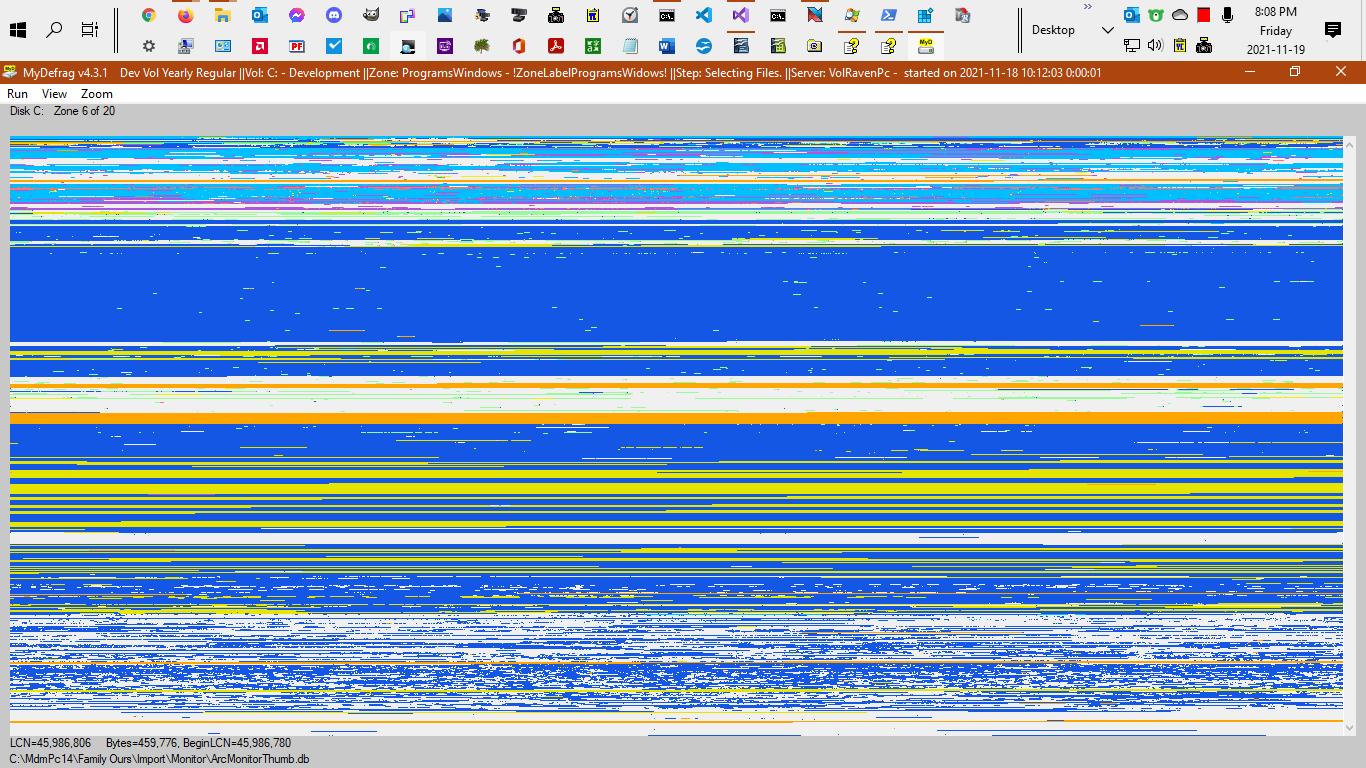 8:08 PM
Desktop
Friday
2021-11-19
MyDefrag v4.3.1 Dev Vol Yearly Regular ||Vol: C: - Development ||Zone: ProgramsWindows - !ZoneLabelProgramsWidows! ||Step: Selecting Files. ||Server: VolRavenPc - started on 2021-11-18 10:12:03 0:00:01
Run View Zoom
Disk C: Zone 6 of 20
LCN=45,986,806 Bytes=459,776, BeginLCN=45,986,780
C:\MdmPc14\Family Ours\Import\Monitor\ArcMonitorThumb.db